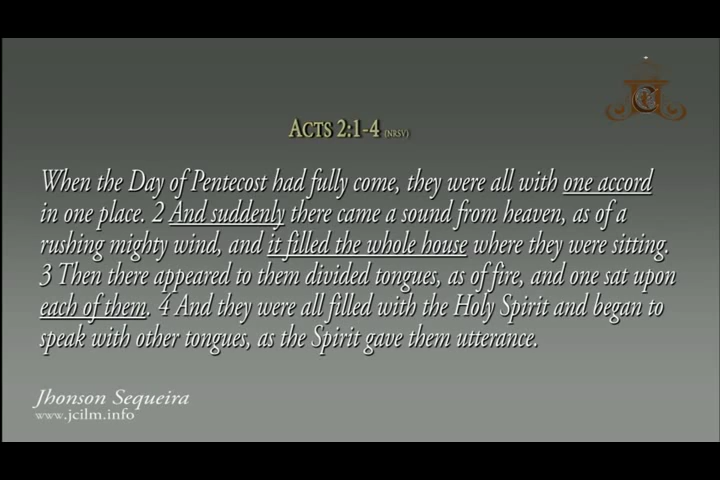 ACTS 2:1-4 (NRSV)
When the Day of Pentecost had fully come, they were all with one accord
in one place. 2 And suddenly there came a sound from heaven, as of a
rushing mighty wind, and it filled the whole house where they were sitting.
3 Then there appeared to them divided tongues, as of fire, and one sat upon
each of them. 4 And they were all filled with the Holy Spirit and began to
speak with other tongues, as the Spirit gave them utterance.
Jhonson Sequeira
www.jcilm.info